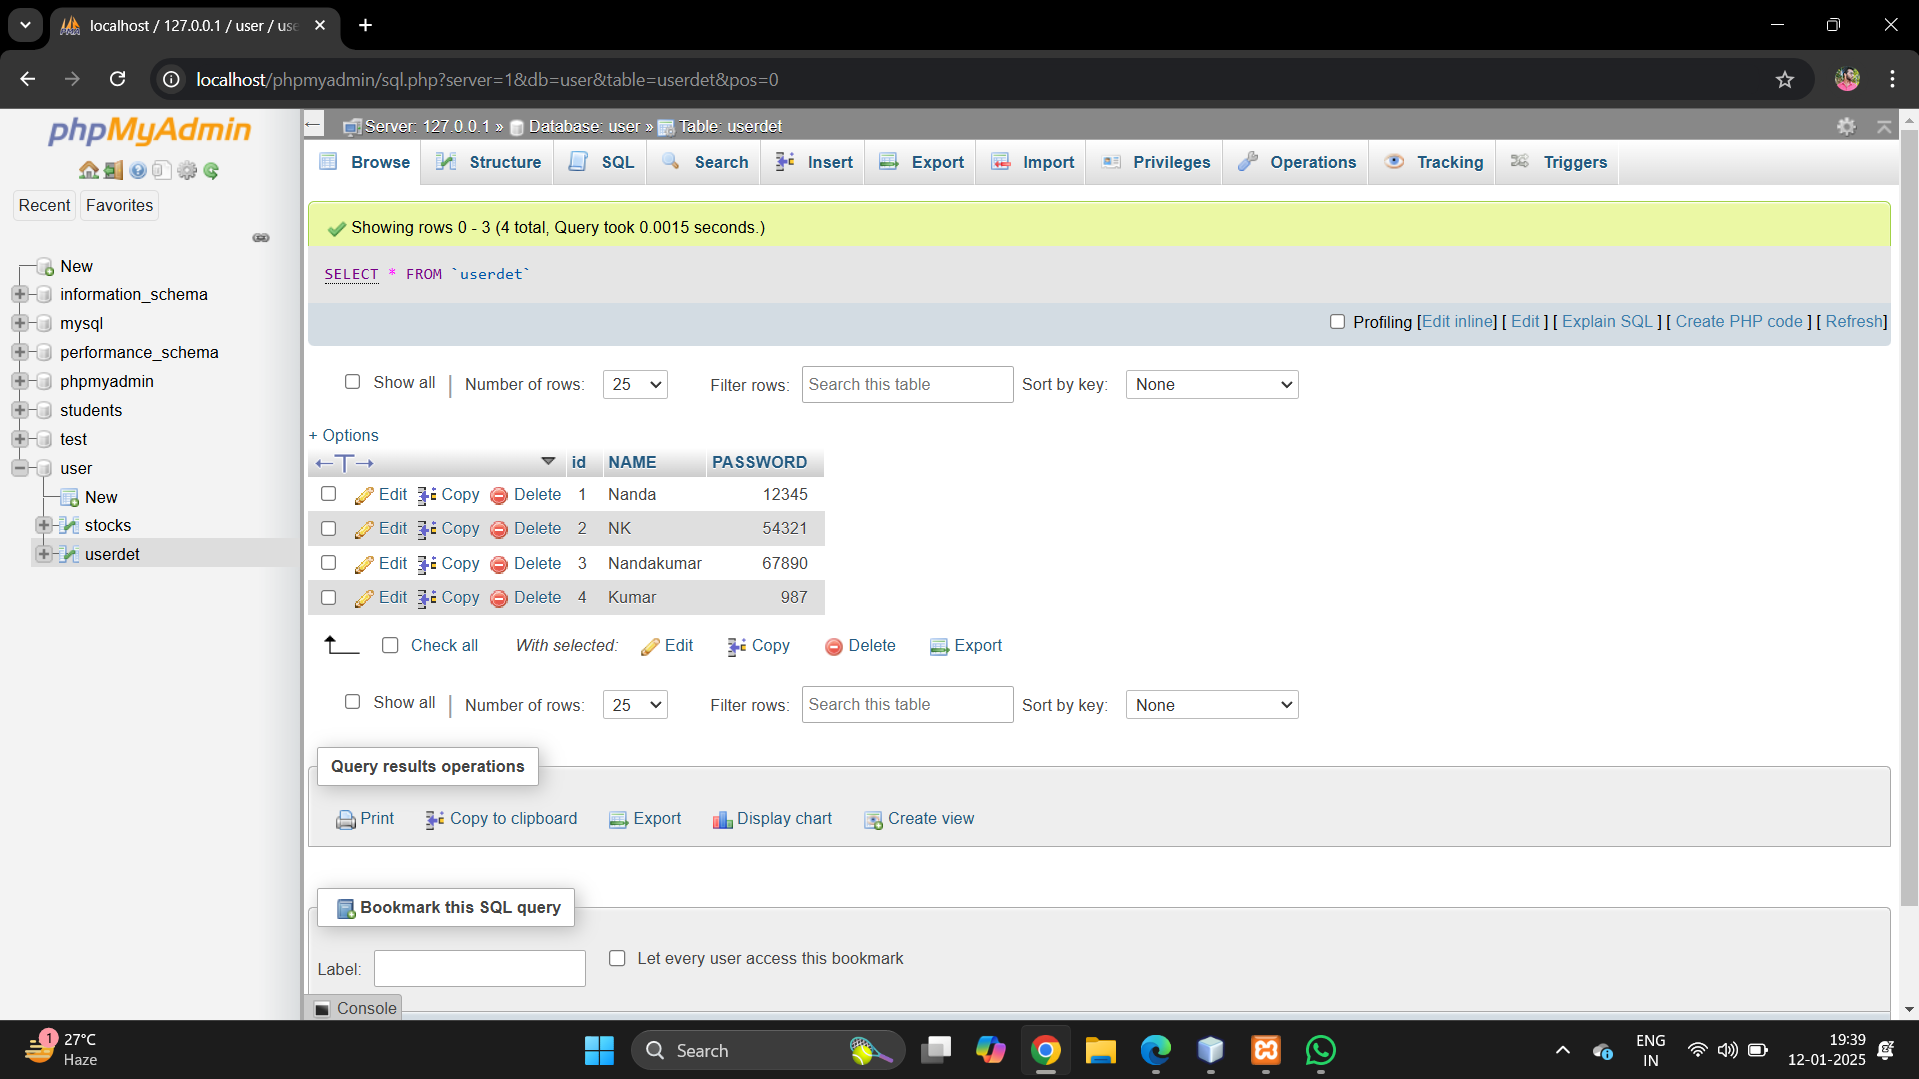 localhost / 127.0.0.1 / user / use
localhost/phpmyadmin/sql.php?server=1&db=user&table=userdet&pos=0
phpMyAdmin
Recent Favorites
New
information_schema
mysql
performance_schema
phpmyadmin
students
test
user
New
stocks
userdet
Server: 127.0.0.1 » Database: user » Table: userdet
Browse Structure SQL Search Insert Export Import Privileges Operations Tracking Triggers
Showing rows 0 - 3 (4 total, Query took 0.0015 seconds.)
SELECT * FROM `userdet`
Profiling [Edit inline] [ Edit ] [ Explain SQL ] [ Create PHP code ] [ Refresh]
Show all | Number of rows: 25 Filter rows: Search this table Sort by key: None
+ Options
←T→ id NAME PASSWORD
Edit Copy Delete 1 Nanda 12345
Edit Copy Delete 2 NK 54321
Edit Copy Delete 3 Nandakumar 67890
Edit Copy Delete 4 Kumar 987
Check all With selected: Edit Copy Delete Export
Show all | Number of rows: 25 Filter rows: Search this table Sort by key: None
Query results operations
Print Copy to clipboard Export Display chart Create view
Bookmark this SQL query
Label: Let every user access this bookmark
Console
1 27°C
Haze
Search
ENG
IN
19:39
12-01-2025